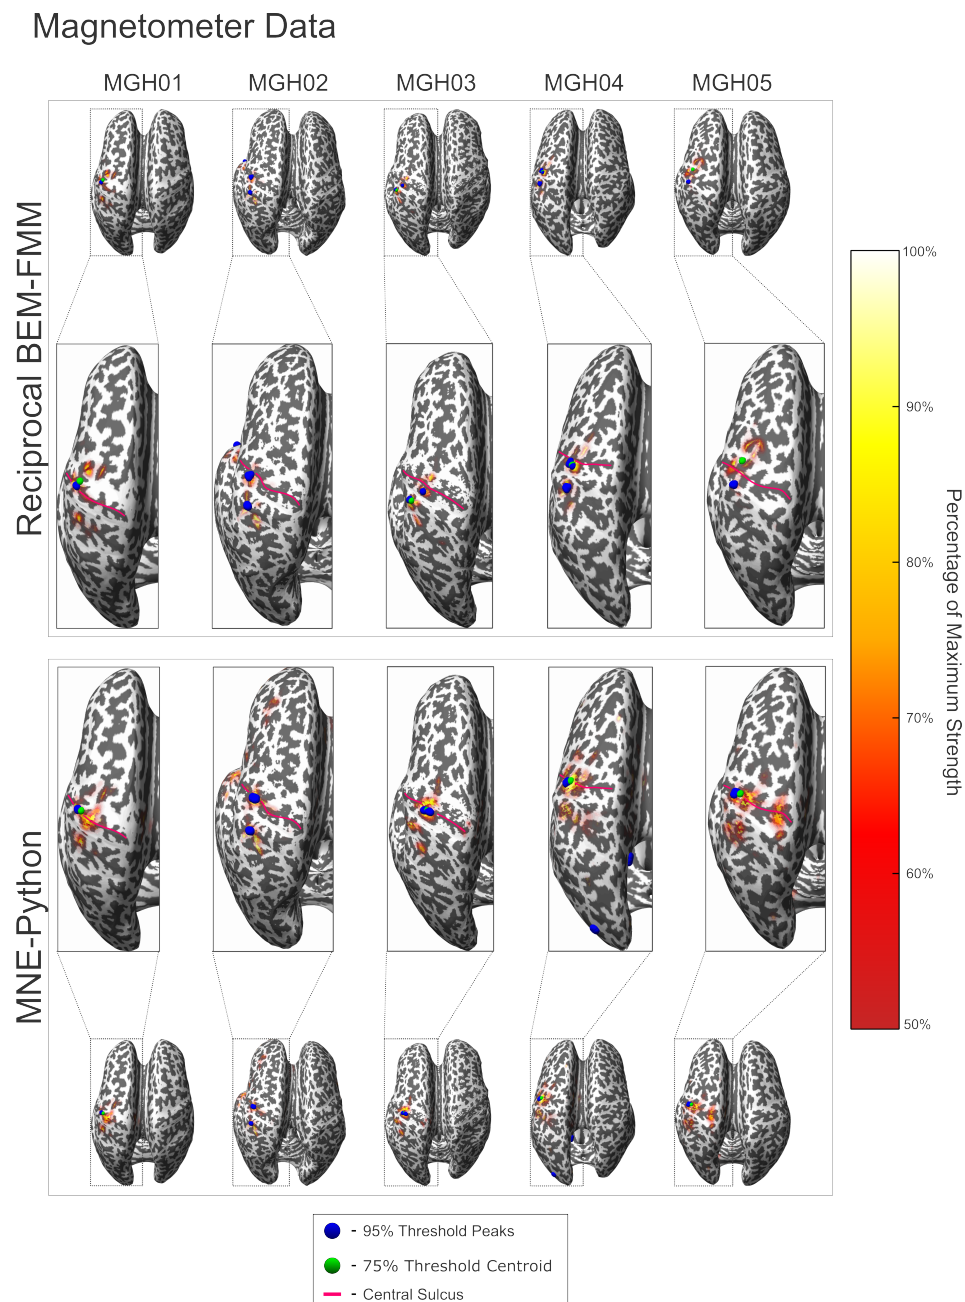 Magnetometer Data
MGH01 MGH02 MGH03 MGH04 MGH05
Reciprocal BEM-FMM
MNE-Python
100%
90%
80%
70%
60%
50%
Percentage of Maximum Strength
- 95% Threshold Peaks
- 75% Threshold Centroid
- Central Sulcus